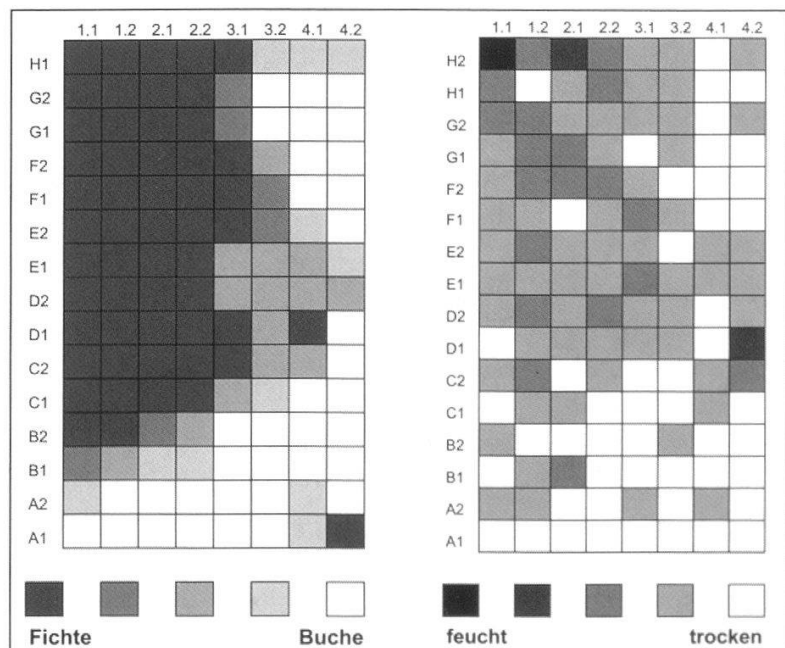 1.1 1.2 2.1 2.2 3.1 3.2 4.1 4.2
H1
G2
G1
F2
F1
E2
E1
D2
D1
C2
C1
B2
B1
A2
A1
Fichte Buche
1.1 1.2 2.1 2.2 3.1 3.2 4.1 4.2
H2
H1
G2
G1
F2
F1
E2
E1
D2
D1
C2
C1
B2
B1
A2
A1
feucht trocken